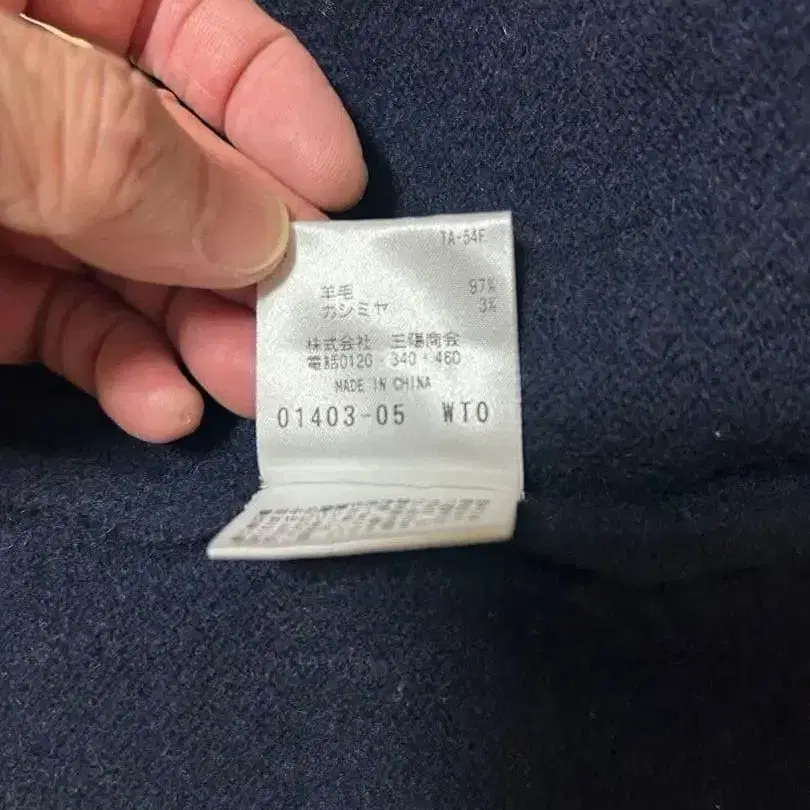 TA-54F
羊毛 97%
カシミヤ 3%
株式会社 三陽商会
電話0120-340-460
MADE IN CHINA
01403-05 WTO